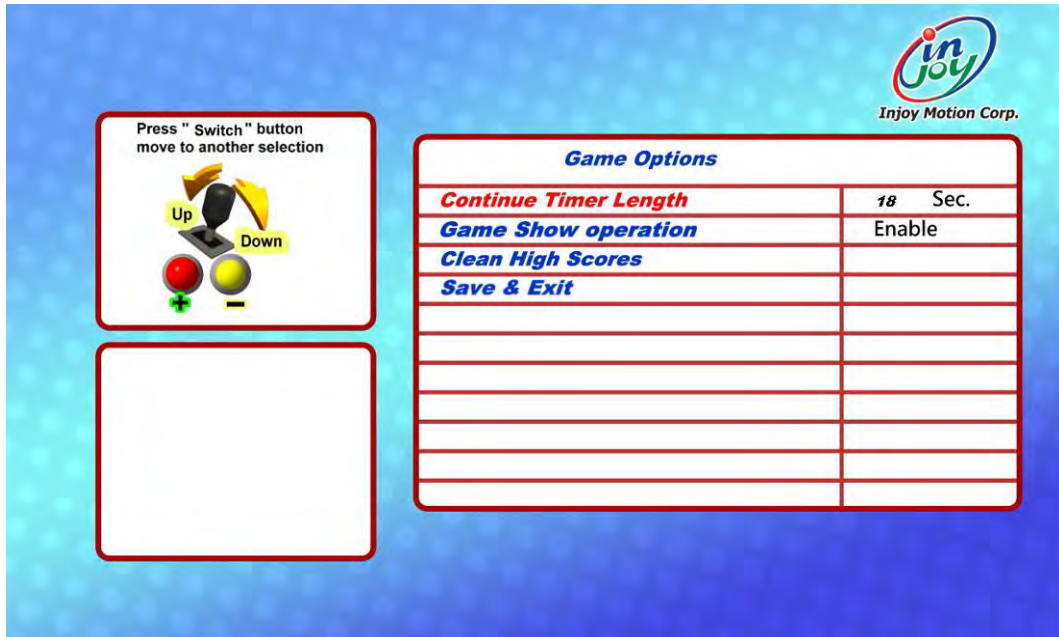 in
joy
Injoy Motion Corp.
Press " Switch " button
move to another selection
Up
Down
+
−
Game Options
Continue Timer Length 18 Sec.
Game Show operation Enable
Clean High Scores
Save & Exit